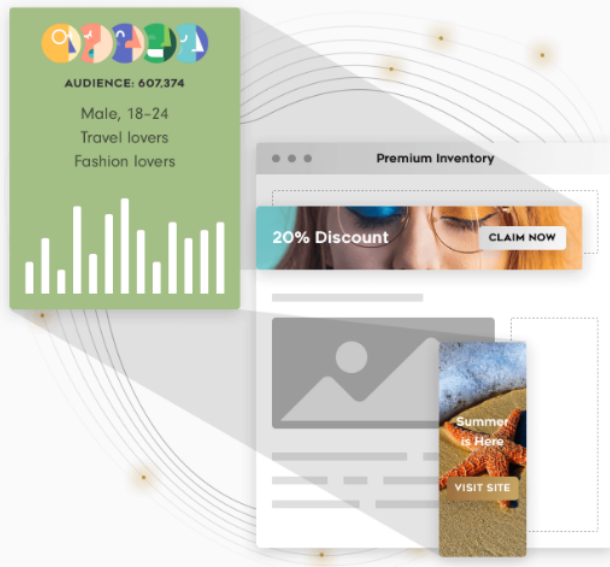 AUDIENCE: 607,374
Male, 18-24
Travel lovers
Fashion lovers
Premium Inventory
20% Discount
CLAIM NOW
Summer
is Here
VISIT SITE